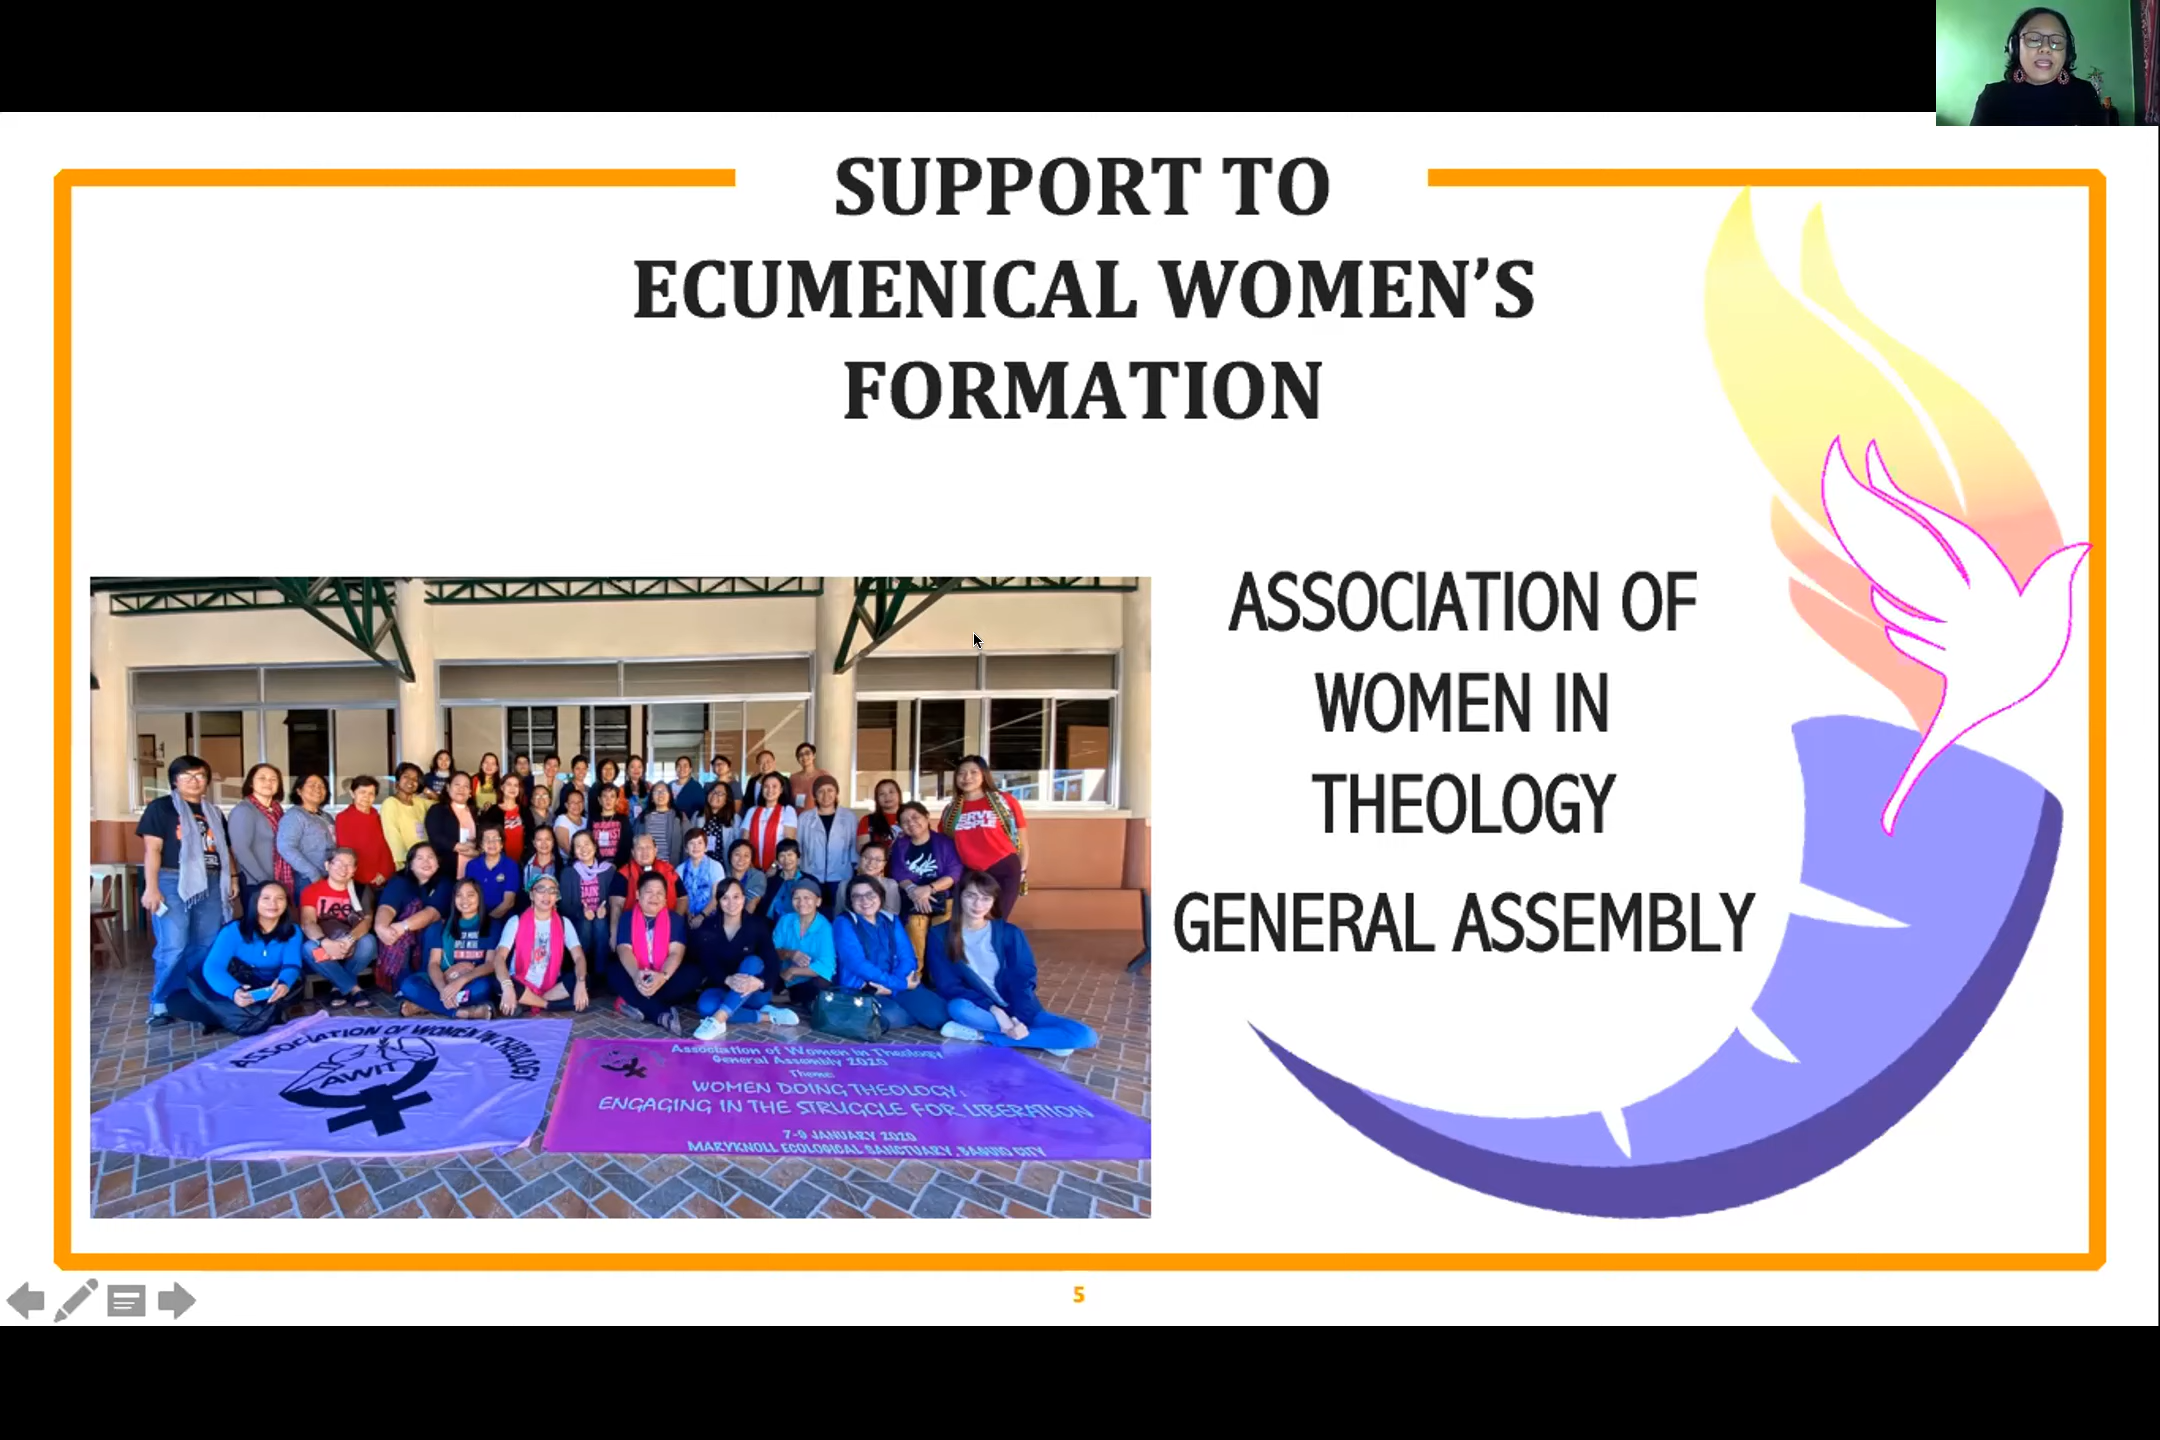 SUPPORT TO
ECUMENICAL WOMEN'S
FORMATION
ASSOCIATION OF
WOMEN IN
THEOLOGY
GENERAL ASSEMBLY
Lee
ERVE
ASSOCIATION OF WOMEN IN THEOLOGY
AWIT
Association of Women in Theology
General Assembly 2020
Theme:
WOMEN DOING THEOLOGY:
ENGAGING IN THE STRUGGLE FOR LIBERATION
7-9 JANUARY 2020
MARYKNOLL ECOLOGICAL SANCTUARY, BAGUIO CITY
5